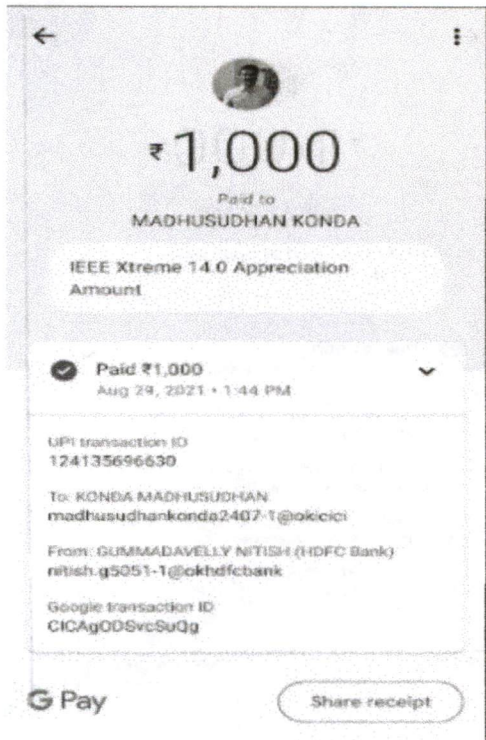 ₹1,000
Paid to
MADHUSUDHAN KONDA
IEEE Xtreme 14.0 Appreciation
Amount
Paid ₹1,000
Aug 29, 2021 • 1:44 PM
UPI transaction ID
124135696630
To: KONDA MADHUSUDHAN
madhusudhankonda2407-1@okicici
From: GUMMADAVELLY NITISH (HDFC Bank)
nitish.g5051-1@okhdfcbank
Google transaction ID
CICAgODSvcSuQg
G Pay
Share receipt